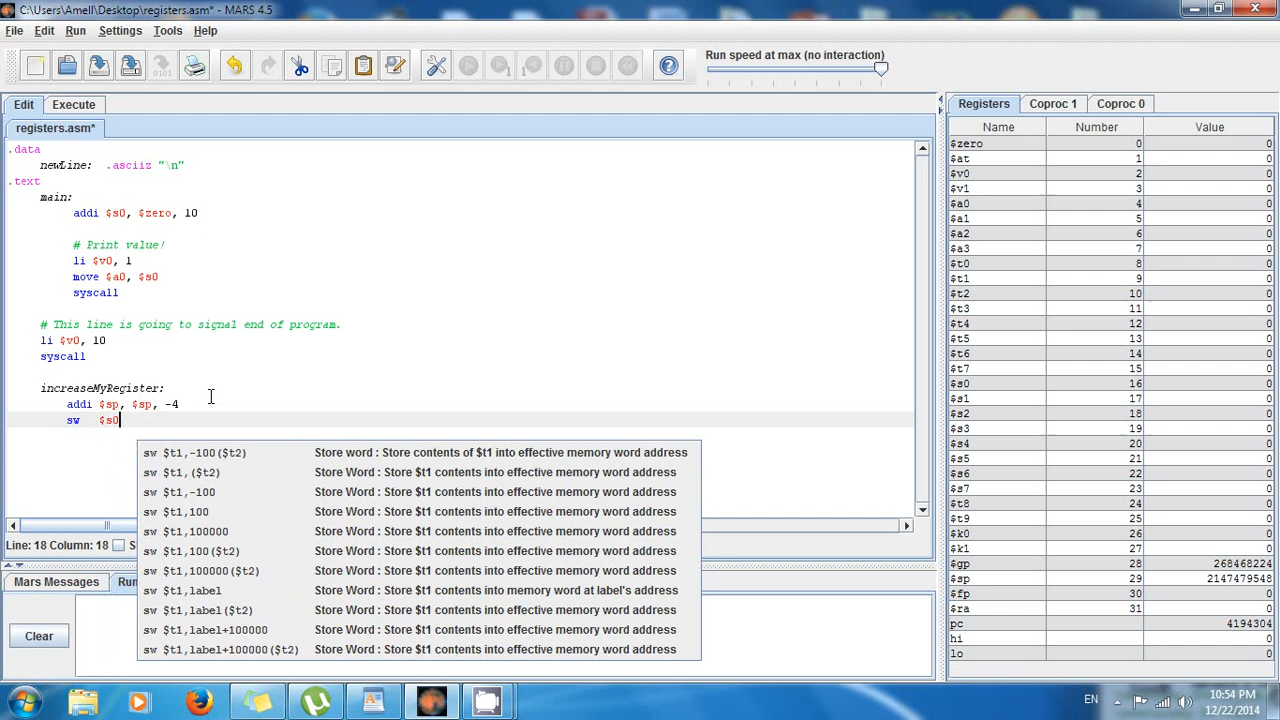 C:\Users\Amell\Desktop\registers.asm* - MARS 4.5
File Edit Run Settings Tools Help
Run speed at max (no interaction)
Edit Execute
registers.asm*
.data
newLine: .asciiz "\n"
.text
main:
addi $s0, $zero, 10
# Print value!
li $v0, 1
move $a0, $s0
syscall
# This line is going to signal end of program.
li $v0, 10
syscall
increaseMyRegister:
addi $sp, $sp, -4
sw $s0
sw $t1,-100($t2) Store word : Store contents of $t1 into effective memory word address
sw $t1,($t2) Store Word : Store $t1 contents into effective memory word address
sw $t1,-100 Store Word : Store $t1 contents into effective memory word address
sw $t1,100 Store Word : Store $t1 contents into effective memory word address
sw $t1,100000 Store Word : Store $t1 contents into effective memory word address
sw $t1,100($t2) Store Word : Store $t1 contents into effective memory word address
sw $t1,100000($t2) Store Word : Store $t1 contents into effective memory word address
sw $t1,label Store Word : Store $t1 contents into memory word at label's address
sw $t1,label($t2) Store Word : Store $t1 contents into effective memory word address
sw $t1,label+100000 Store Word : Store $t1 contents into effective memory word address
sw $t1,label+100000($t2) Store Word : Store $t1 contents into effective memory word address
Line: 18 Column: 18
Mars Messages
Clear
Registers Coproc 1 Coproc 0
Name Number Value
$zero 0 0
$at 1 0
$v0 2 0
$v1 3 0
$a0 4 0
$a1 5 0
$a2 6 0
$a3 7 0
$t0 8 0
$t1 9 0
$t2 10 0
$t3 11 0
$t4 12 0
$t5 13 0
$t6 14 0
$t7 15 0
$s0 16 0
$s1 17 0
$s2 18 0
$s3 19 0
$s4 20 0
$s5 21 0
$s6 22 0
$s7 23 0
$t8 24 0
$t9 25 0
$k0 26 0
$k1 27 0
$gp 28 268468224
$sp 29 2147479548
$fp 30 0
$ra 31 0
pc 4194304
hi 0
lo 0
EN
10:54 PM
12/22/2014